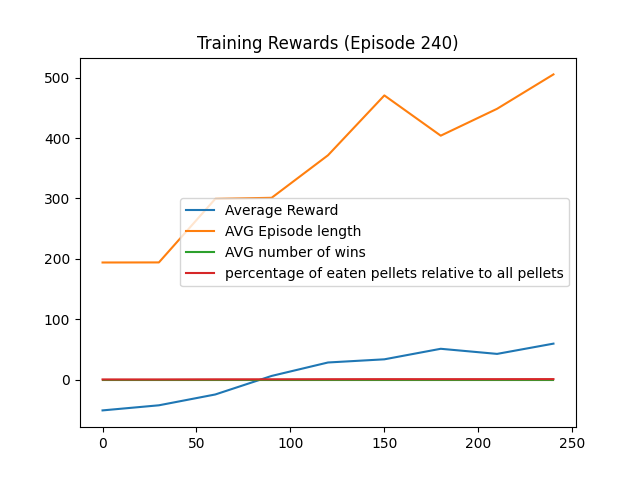 Training Rewards (Episode 240)
500
400
300
200
100
0
Average Reward
AVG Episode length
AVG number of wins
percentage of eaten pellets relative to all pellets
0
50
100
150
200
250